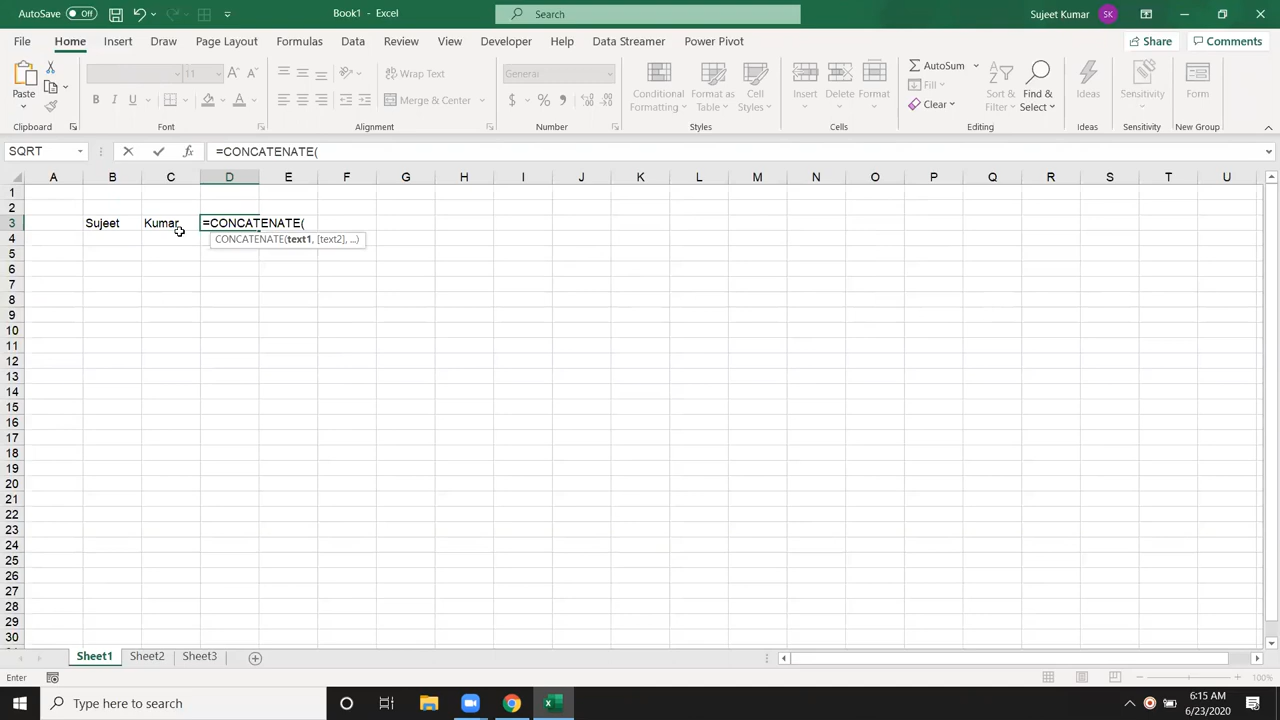 AutoSave Off
Book1 - Excel
Search
Sujeet Kumar SK
File Home Insert Draw Page Layout Formulas Data Review View Developer Help Data Streamer Power Pivot Share Comments
Paste
11
Wrap Text
General
Conditional Formatting
Format as Table
Cell Styles
Insert
Delete
Format
AutoSum
Fill
Clear
Sort & Filter
Find & Select
Ideas
Sensitivity
Form
B I U
Merge & Center
$ % ,
Clipboard Font Alignment Number Styles Cells Editing Ideas Sensitivity New Group
SQRT fx =CONCATENATE(
A B C D E F G H I J K L M N O P Q R S T U
1
2
3 Sujeet Kumar =CONCATENATE(
4 CONCATENATE(text1, [text2], ...)
5
6
7
8
9
10
11
12
13
14
15
16
17
18
19
20
21
22
23
24
25
26
27
28
29
30
Sheet1 Sheet2 Sheet3
Enter 100%
Type here to search
6:15 AM
6/23/2020